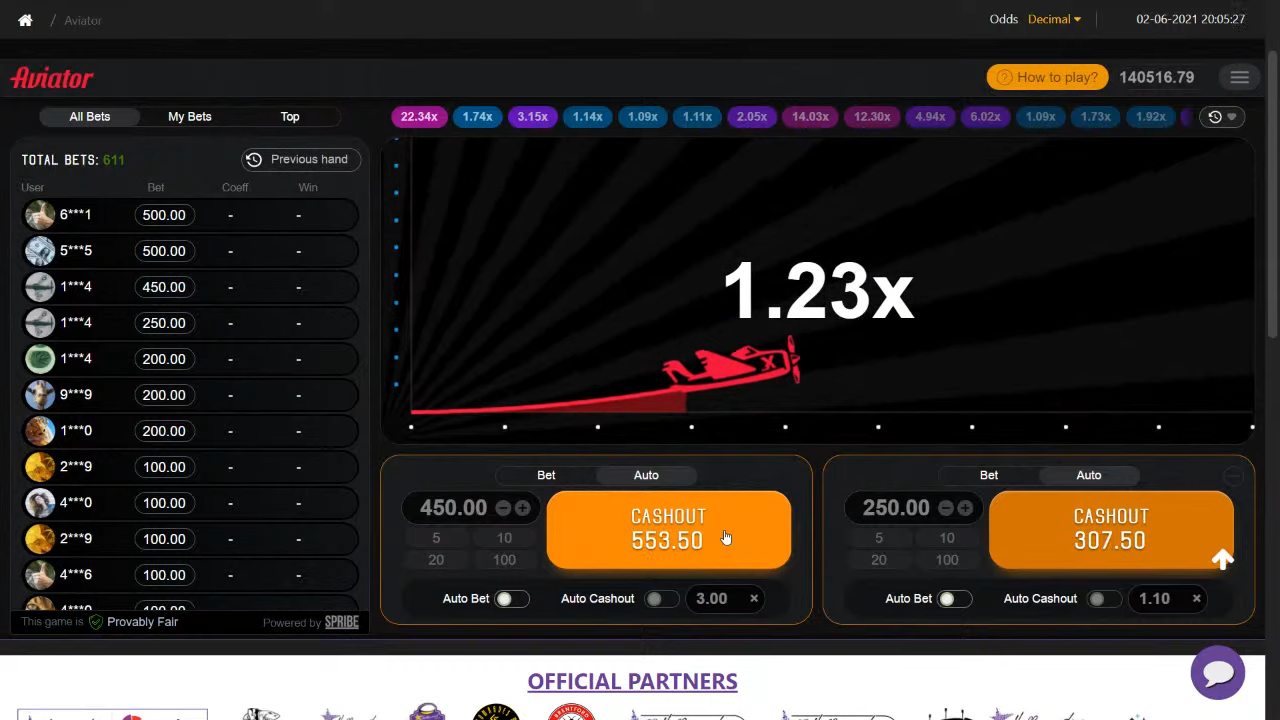 / Aviator
Odds Decimal 02-06-2021 20:05:27
Aviator
? How to play? 140516.79
All Bets My Bets Top
22.34x 1.74x 3.15x 1.14x 1.09x 1.11x 2.05x 14.03x 12.30x 4.94x 6.02x 1.09x 1.73x 1.92x
TOTAL BETS: 611 Previous hand
User Bet Coeff Win
6***1 500.00 - -
5***5 500.00 - -
1***4 450.00 - -
1***4 250.00 - -
1***4 200.00 - -
9***9 200.00 - -
1***0 200.00 - -
2***9 100.00 - -
4***0 100.00 - -
2***9 100.00 - -
4***6 100.00 - -
This game is Provably Fair Powered by SPRIBE
1.23x
X
Bet Auto
450.00
CASHOUT
553.50
5 10
20 100
Auto Bet Auto Cashout 3.00 ×
Bet Auto
250.00
CASHOUT
307.50
5 10
20 100
Auto Bet Auto Cashout 1.10 ×
OFFICIAL PARTNERS